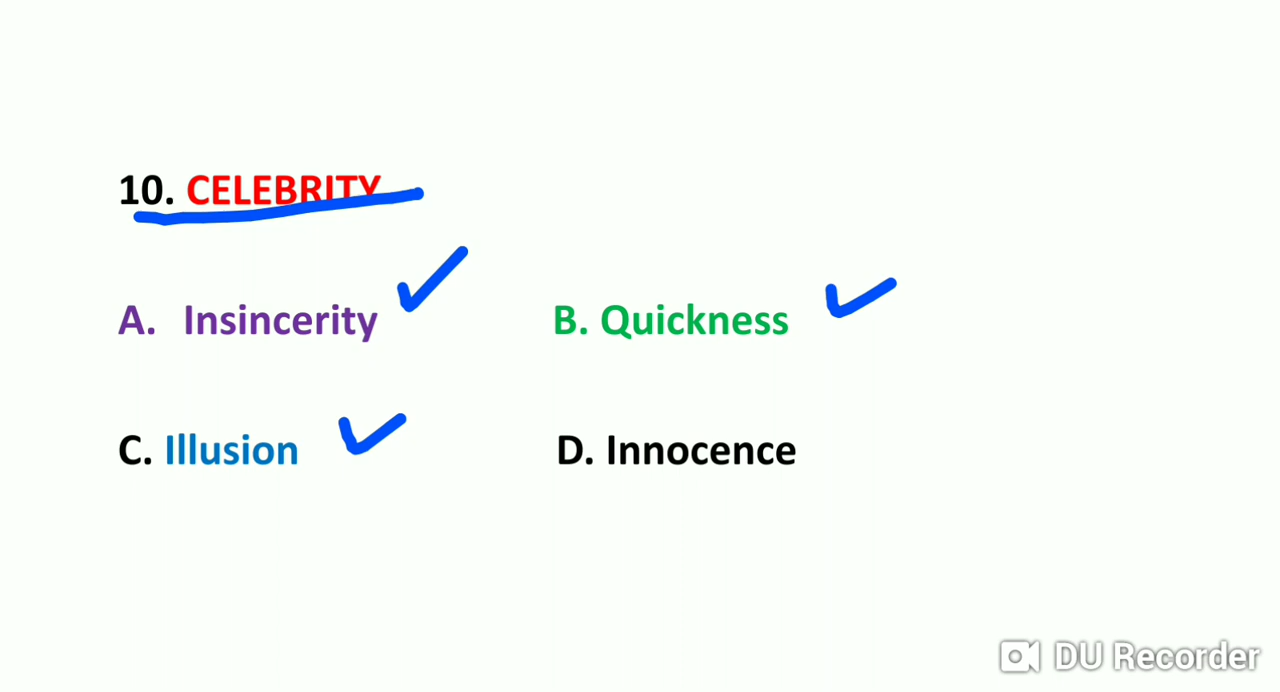 10. CELEBRITY
A. Insincerity B. Quickness
C. Illusion D. Innocence
DU Recorder